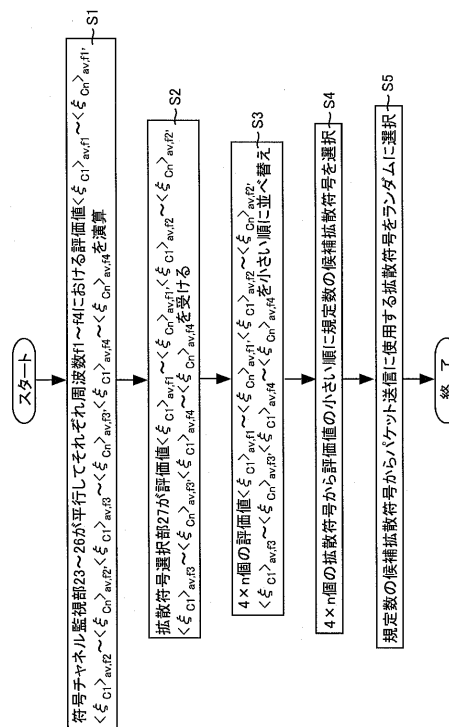 スタート
符号チャネル監視部23~26が平行してそれぞれ周波数f1~f4における評価値<ξC1>av,f1~<ξCn>av,f1,
<ξC1>av,f2~<ξCn>av,f2,<ξC1>av,f3~<ξCn>av,f3,<ξC1>av,f4~<ξCn>av,f4を演算
S1
拡散符号選択部27が評価値<ξC1>av,f1~<ξCn>av,f1,<ξC1>av,f2~<ξCn>av,f2,
<ξC1>av,f3~<ξCn>av,f3,<ξC1>av,f4~<ξCn>av,f4を受ける
S2
4×n個の評価値<ξC1>av,f1~<ξCn>av,f1,<ξC1>av,f2~<ξCn>av,f2,
<ξC1>av,f3~<ξCn>av,f3,<ξC1>av,f4~<ξCn>av,f4を小さい順に並べ替え
S3
4×n個の拡散符号から評価値の小さい順に規定数の候補拡散符号を選択
S4
規定数の候補拡散符号からパケット送信に使用する拡散符号をランダムに選択
S5
終了